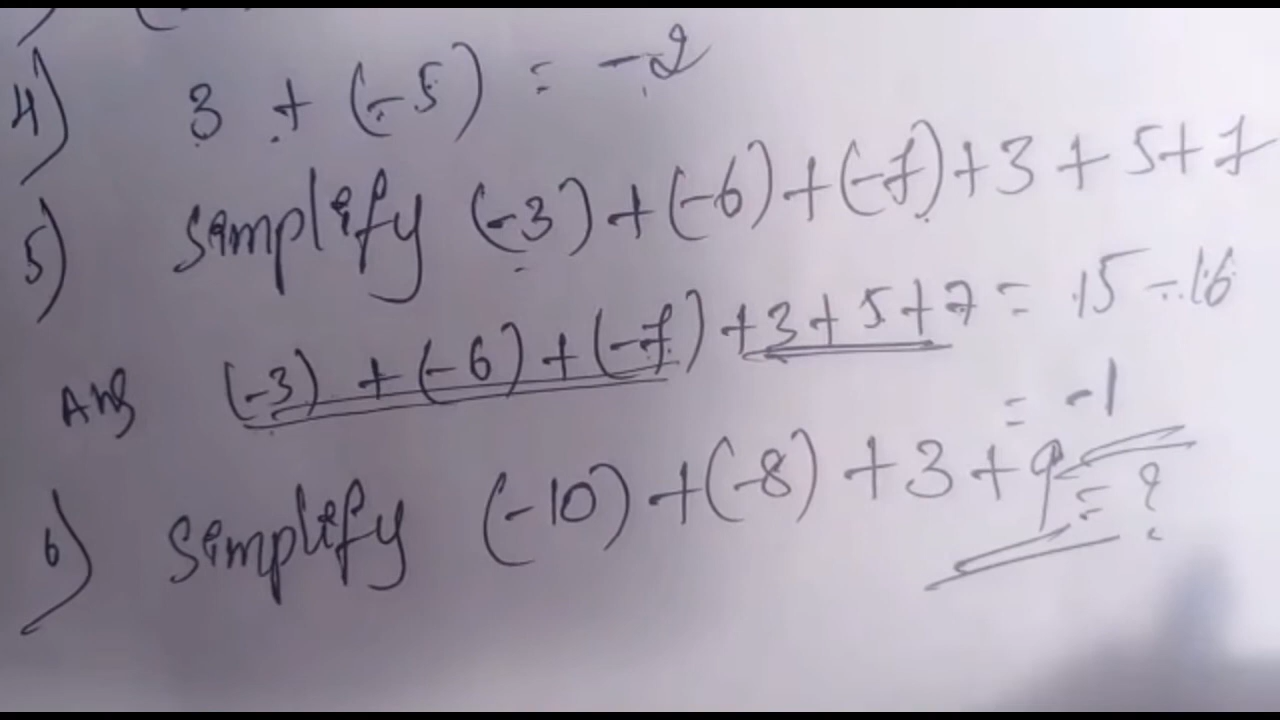 4) 3 + (-5) = -2
5) simplify (-3) + (-6) + (-7) + 3 + 5 + 7
Ans (-3) + (-6) + (-7) + 3 + 5 + 7 = 15 - 16
= -1
6) simplify (-10) + (-8) + 3 + 9 = ?